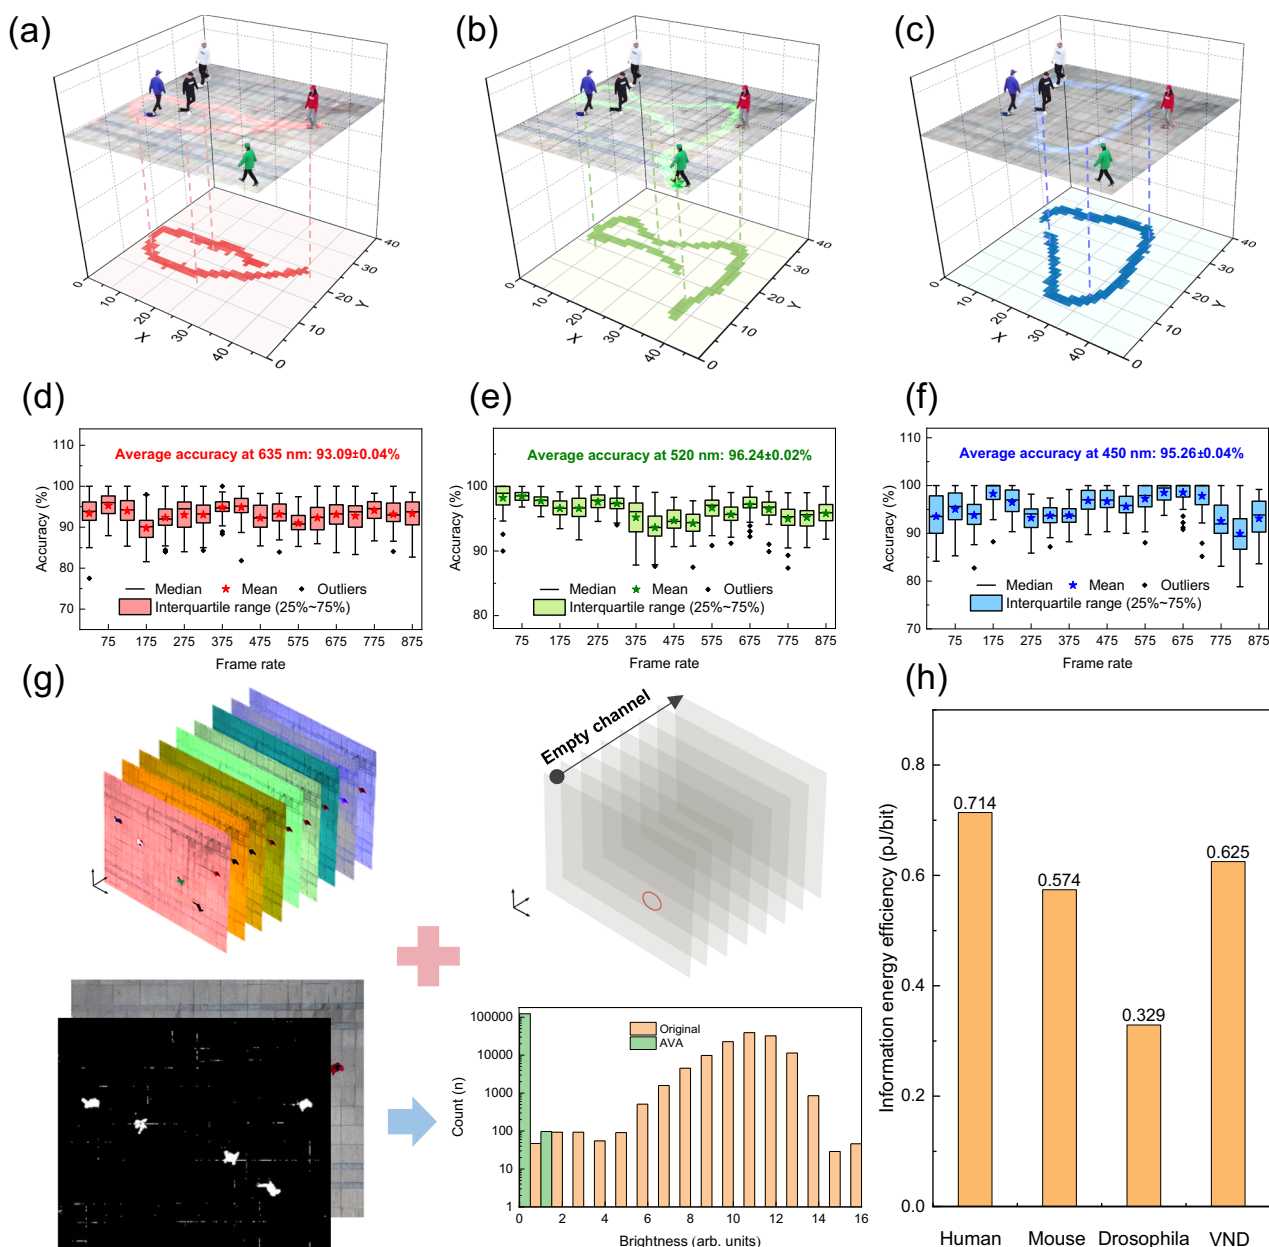 (a)
(b)
(c)
0
10
20
30
40
X
0
10
20
30
40
Y
0
10
20
30
40
X
0
10
20
30
40
Y
0
10
20
30
40
X
0
10
20
30
40
Y
(d)
Average accuracy at 635 nm: 93.09±0.04%
Accuracy (%)
110
100
90
80
70
Median Mean Outliers
Interquartile range (25%~75%)
75 175 275 375 475 575 675 775 875
Frame rate
(e)
Average accuracy at 520 nm: 96.24±0.02%
Accuracy (%)
100
90
80
Median Mean Outliers
Interquartile range (25%~75%)
75 175 275 375 475 575 675 775 875
Frame rate
(f)
Average accuracy at 450 nm: 95.26±0.04%
Accuracy (%)
110
100
90
80
70
Median Mean Outliers
Interquartile range (25%~75%)
75 175 275 375 475 575 675 775 875
Frame rate
(g)
Empty channel
Count (n)
100000
10000
1000
100
10
1
Original
AVA
0 2 4 6 8 10 12 14 16
Brightness (arb. units)
(h)
Information energy efficiency (pJ/bit)
0.8
0.6
0.4
0.2
0.0
0.714
0.574
0.329
0.625
Human Mouse Drosophila VND